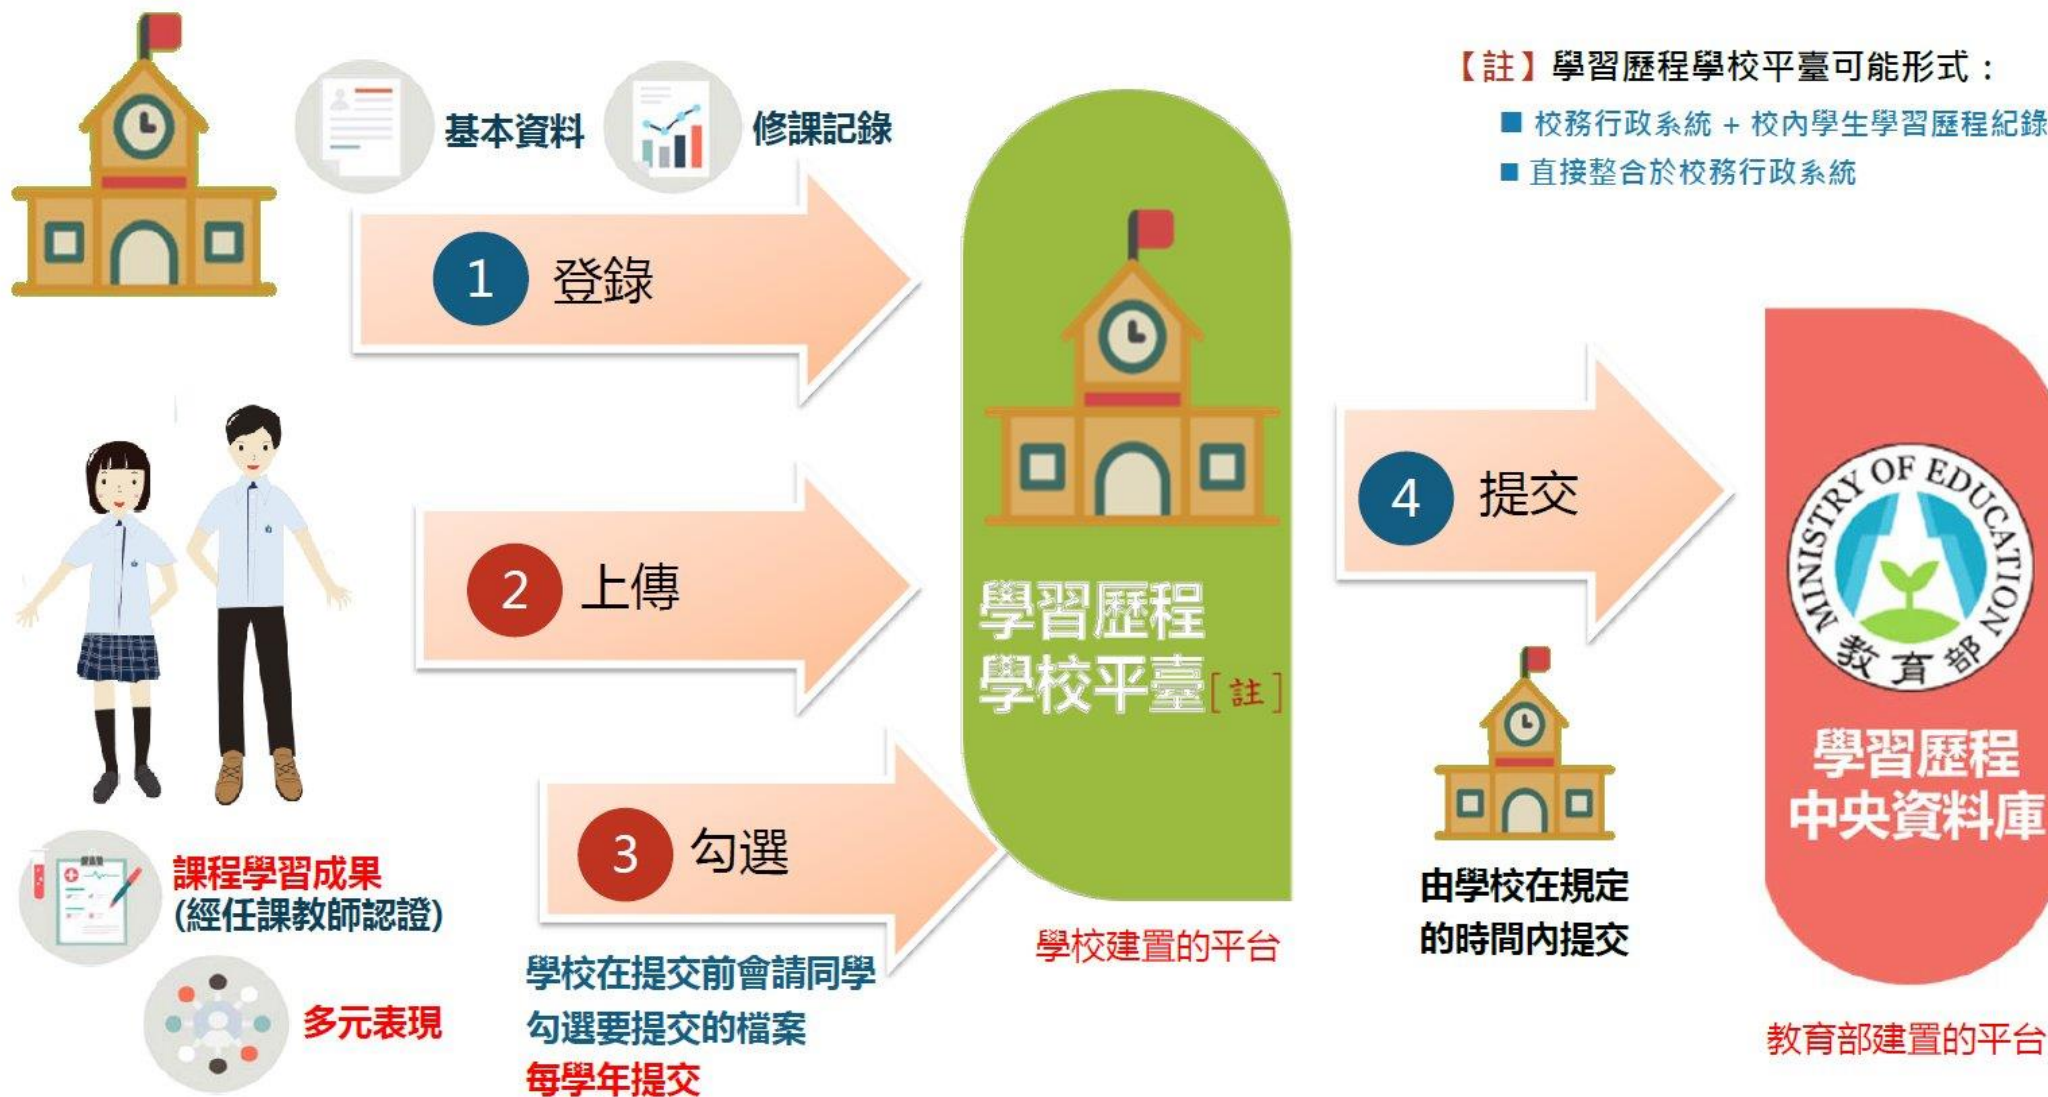 基本資料
修課記錄
【註】學習歷程學校平臺可能形式：
■ 校務行政系統 + 校內學生學習歷程紀錄
■ 直接整合於校務行政系統
1 登錄
2 上傳
3 勾選
4 提交
學習歷程
學校平臺[註]
學校建置的平台
課程學習成果
(經任課教師認證)
多元表現
學校在提交前會請同學
勾選要提交的檔案
每學年提交
由學校在規定
的時間內提交
MINISTRY OF EDUCATION
教育部
學習歷程
中央資料庫
教育部建置的平台